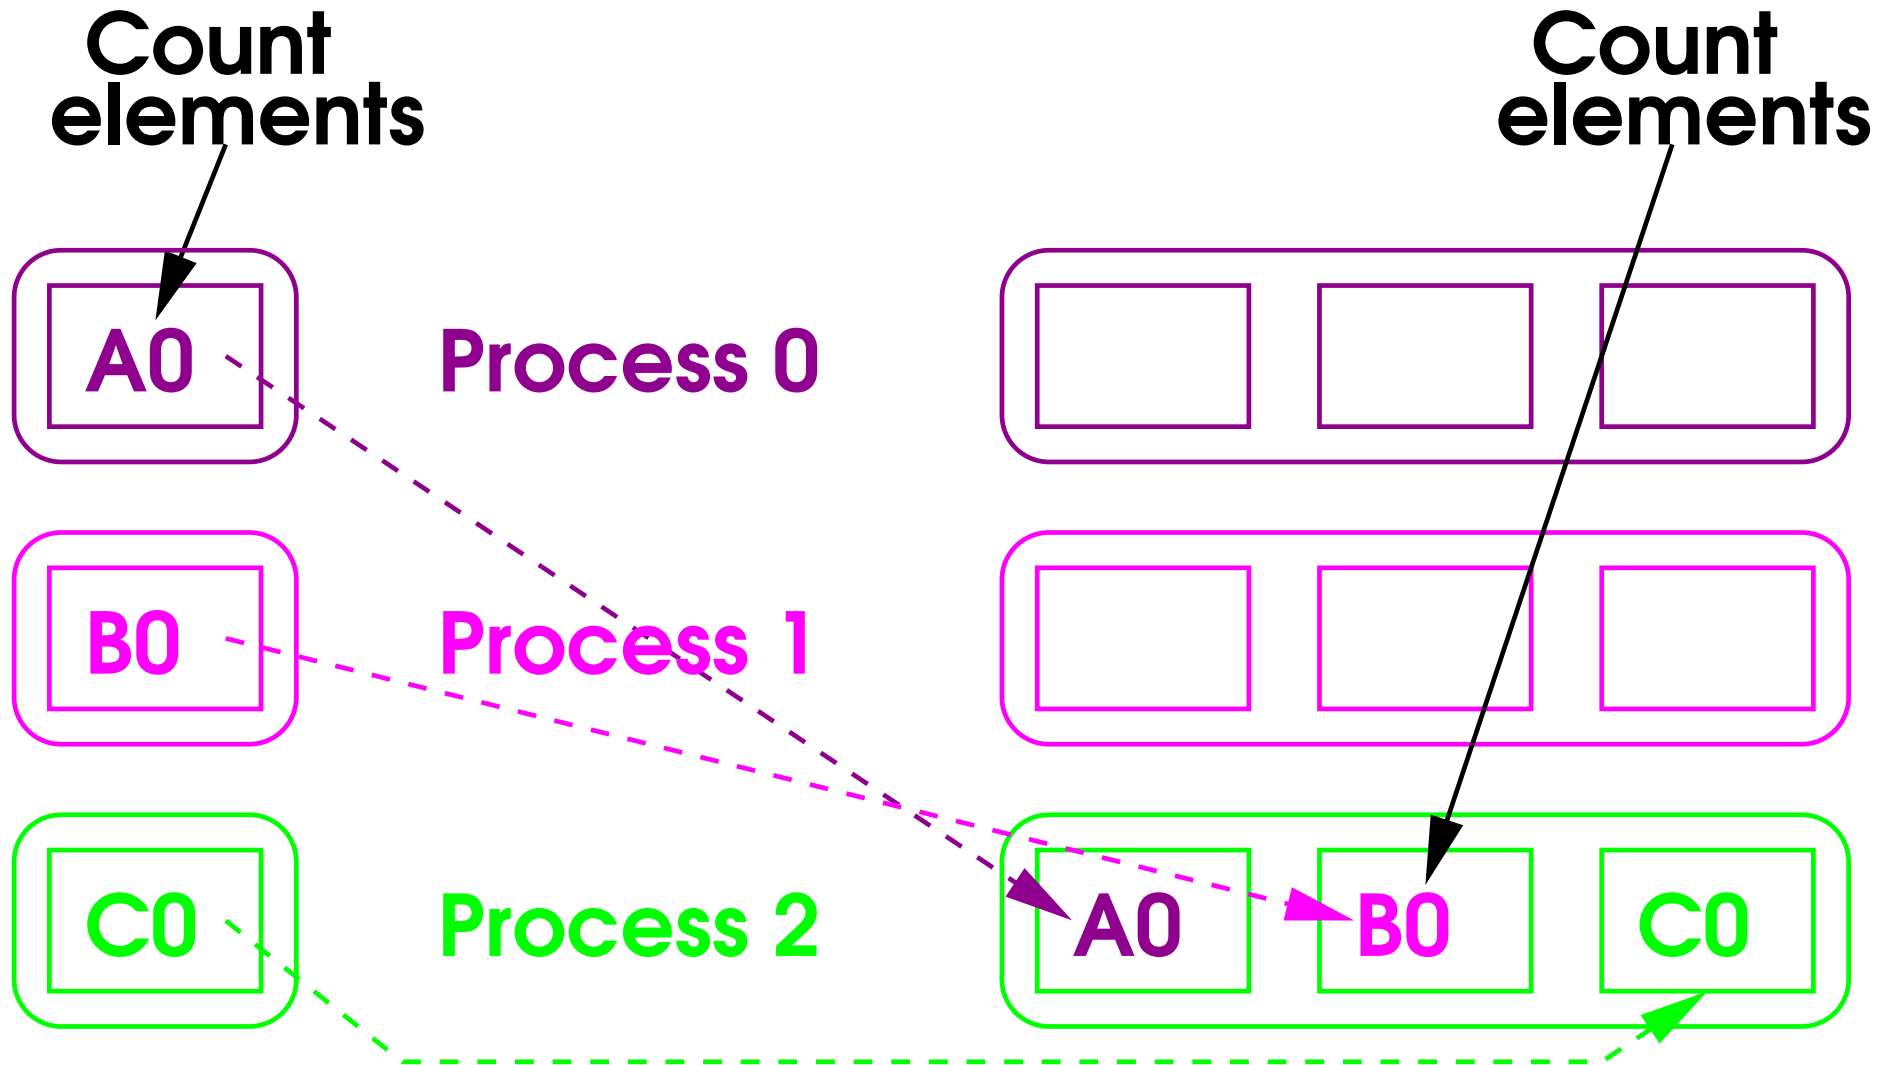 Count
elements
Count
elements
A0
Process 0
B0
Process 1
C0
Process 2
A0
B0
C0